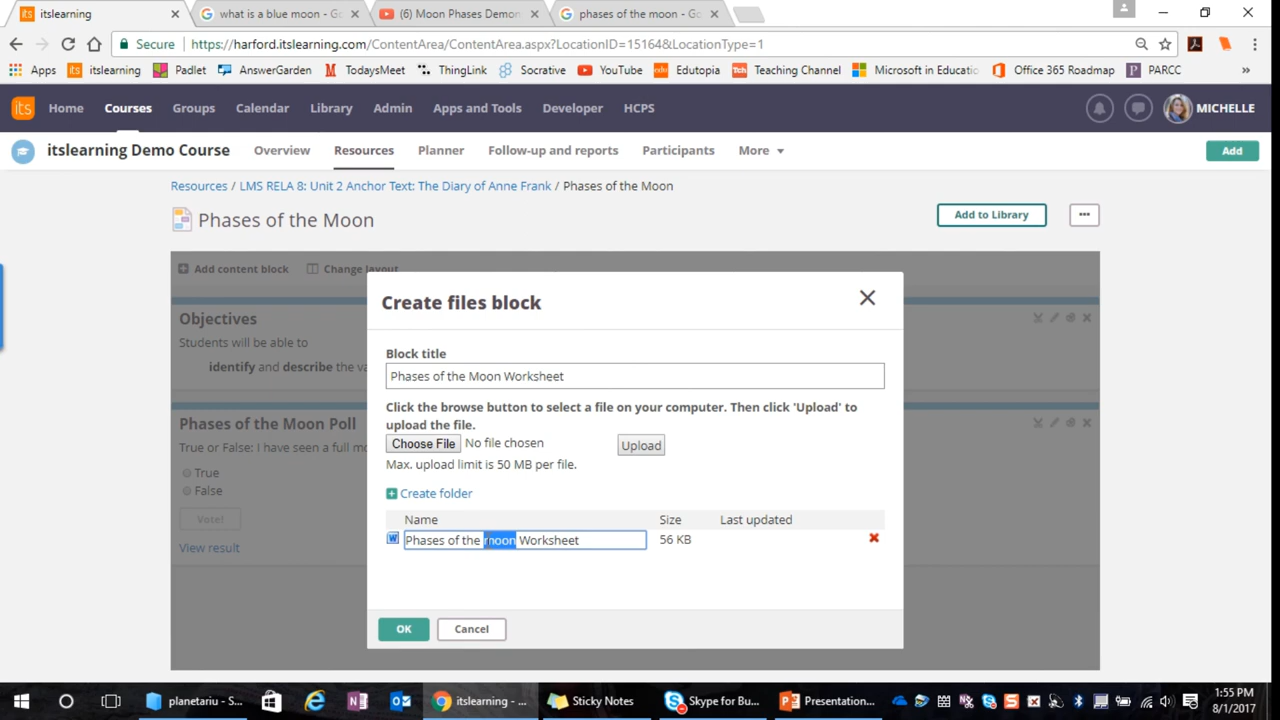 itslearning
what is a blue moon - Go
(6) Moon Phases Demon
phases of the moon - Goo
Secure https://harford.itslearning.com/ContentArea/ContentArea.aspx?LocationID=15164&LocationType=1
Apps its itslearning Padlet AnswerGarden TodaysMeet ThingLink Socrative YouTube edu Edutopia Tch Teaching Channel Microsoft in Educatio Office 365 Roadmap P PARCC »
its Home Courses Groups Calendar Library Admin Apps and Tools Developer HCPS MICHELLE
itslearning Demo Course Overview Resources Planner Follow-up and reports Participants More Add
Resources / LMS RELA 8: Unit 2 Anchor Text: The Diary of Anne Frank / Phases of the Moon
Phases of the Moon
Add to Library
Add content block Change layout
Objectives
Students will be able to
identify and describe the va
Phases of the Moon Poll
True or False: I have seen a full mo
True
False
Vote!
View result
Create files block
Block title
Phases of the Moon Worksheet
Click the browse button to select a file on your computer. Then click 'Upload' to
upload the file.
Choose File No file chosen Upload
Max. upload limit is 50 MB per file.
Create folder
Name Size Last updated
Phases of the moon Worksheet 56 KB
OK Cancel
planetariu - S... itslearning - ... Sticky Notes Skype for Bu... Presentation...
1:55 PM
8/1/2017